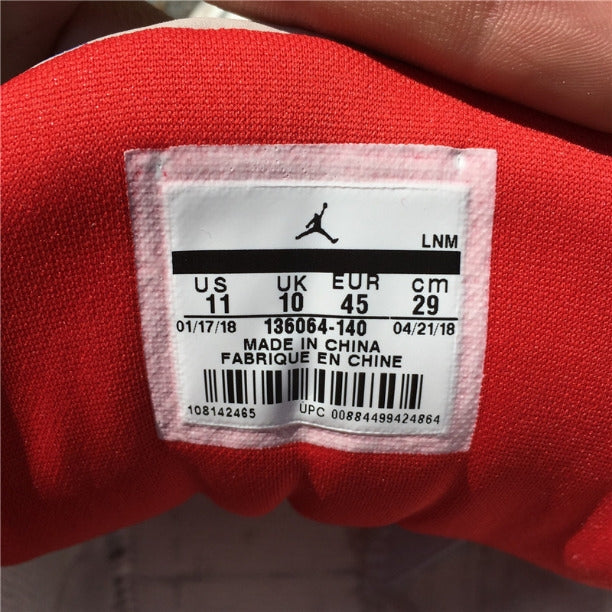 LNM
US UK EUR cm
11 10 45 29
01/17/18 136064-140 04/21/18
MADE IN CHINA
FABRIQUE EN CHINE
108142465 UPC 00884499424864